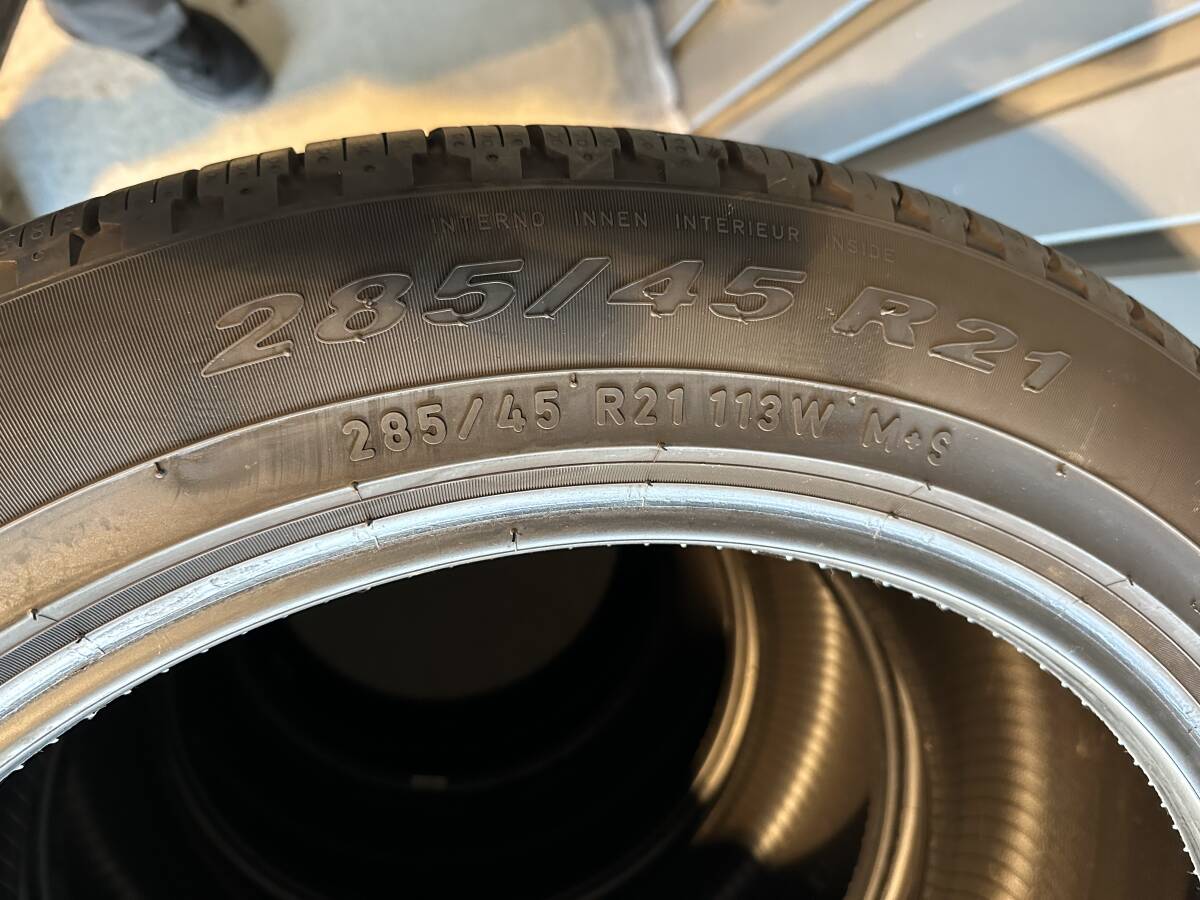 INTERNO INNEN INTERIEUR INSIDE
285/45 R21
285/45 R21 113W M+S